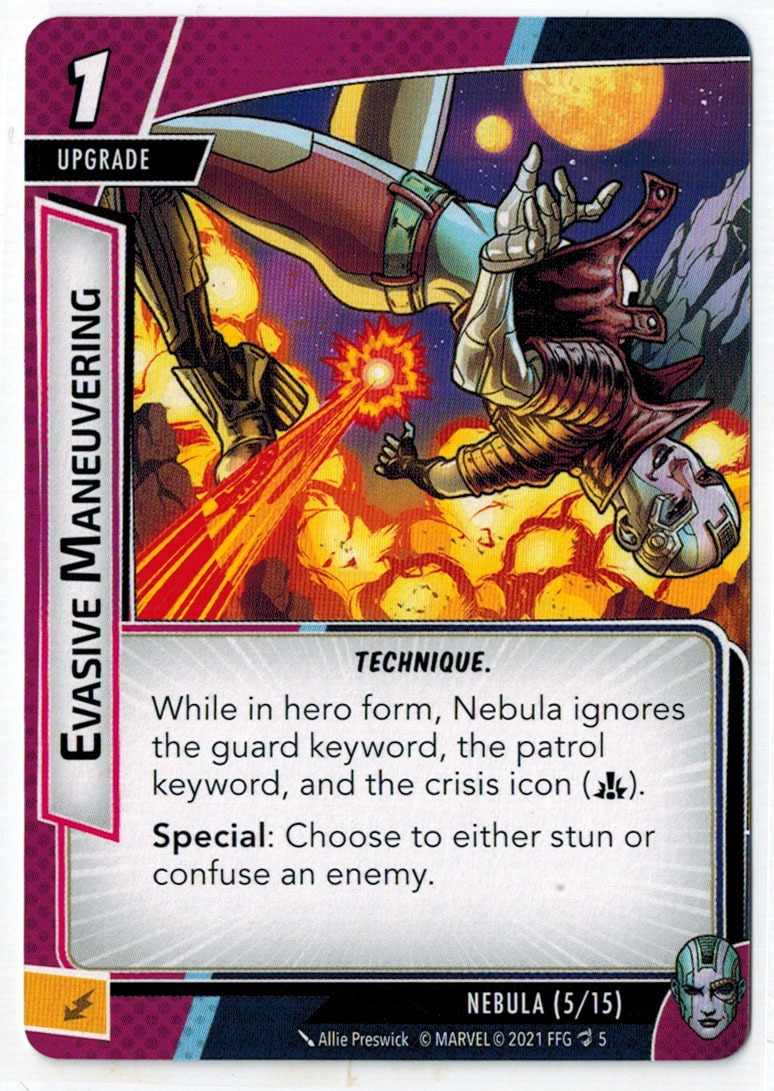 1
UPGRADE
EVASIVE MANEUVERING
TECHNIQUE.
While in hero form, Nebula ignores
the guard keyword, the patrol
keyword, and the crisis icon ( ).
Special: Choose to either stun or
confuse an enemy.
NEBULA (5/15)
Allie Preswick © MARVEL © 2021 FFG 5